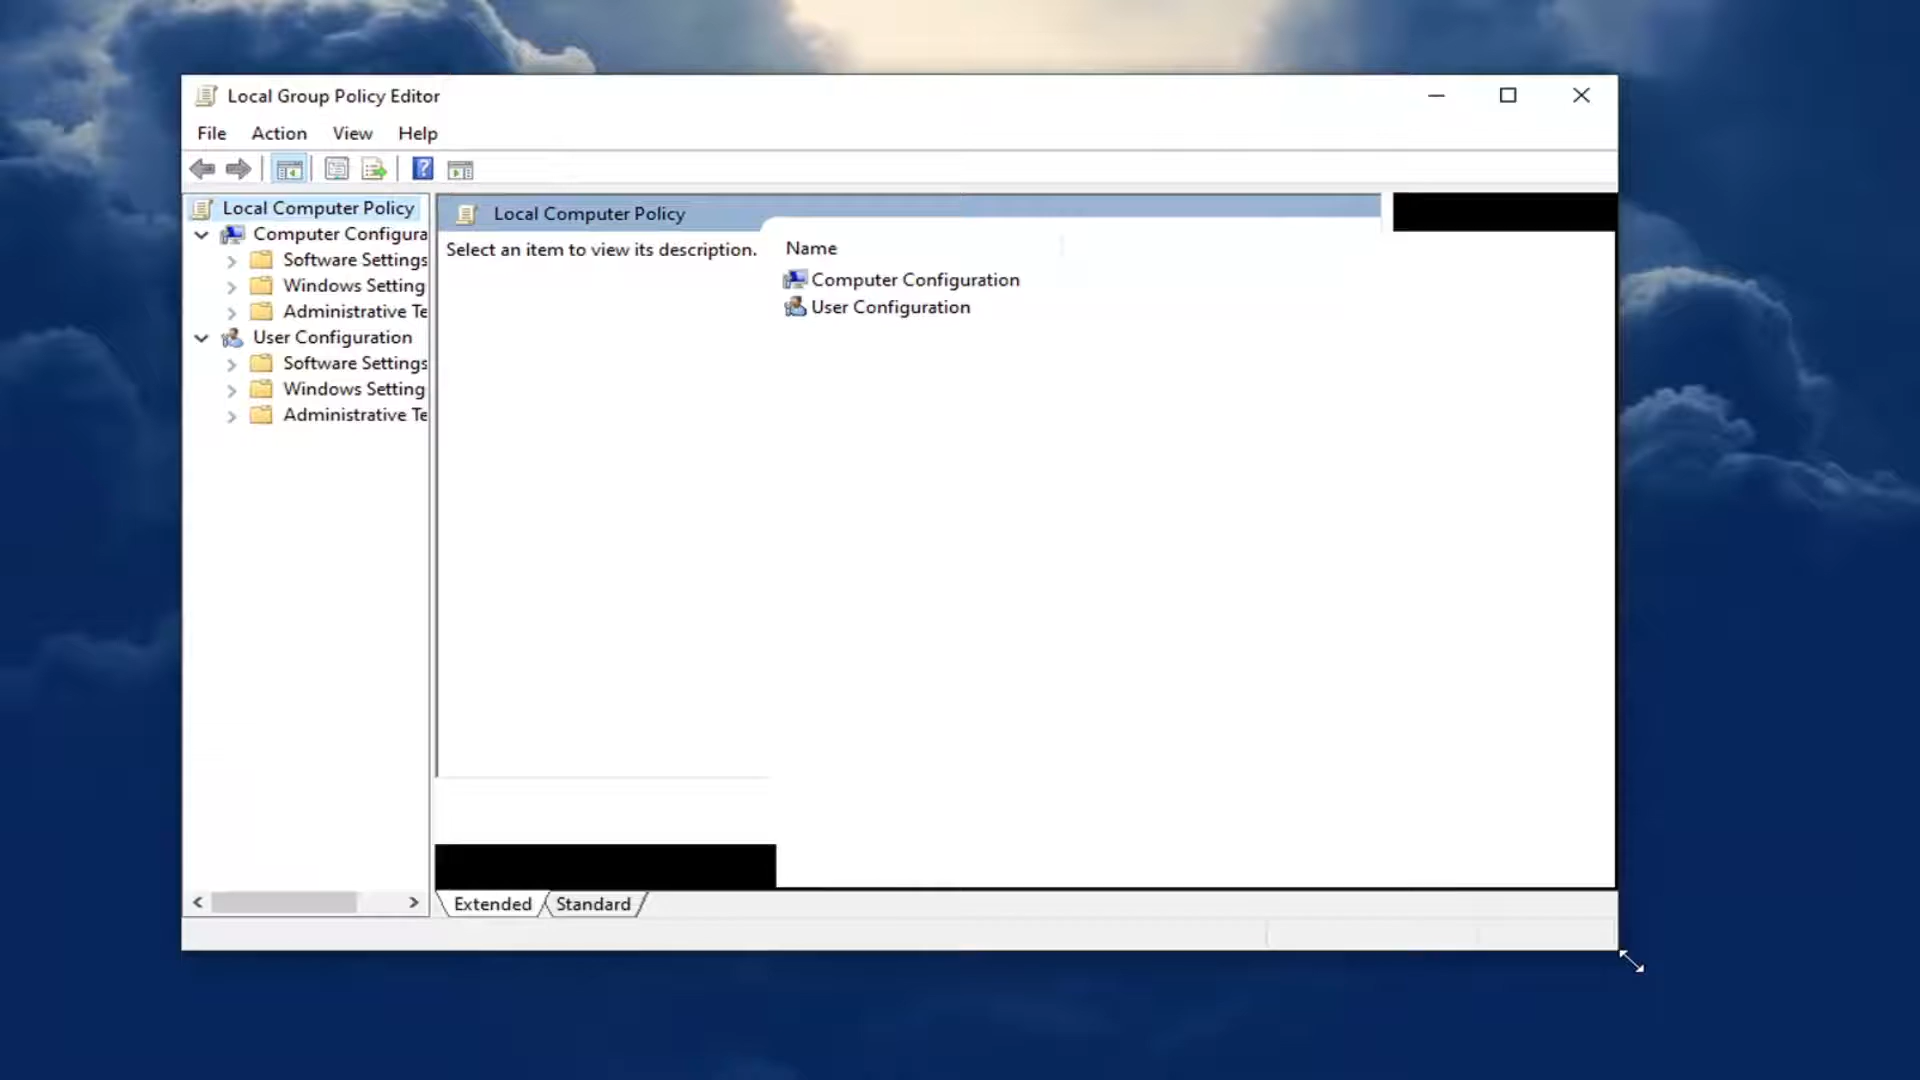 Local Group Policy Editor
File Action View Help
Local Computer Policy
Computer Configura
Software Settings
Windows Setting
Administrative Te
User Configuration
Software Settings
Windows Setting
Administrative Te
Local Computer Policy
Select an item to view its description.
Name
Computer Configuration
User Configuration
Extended Standard